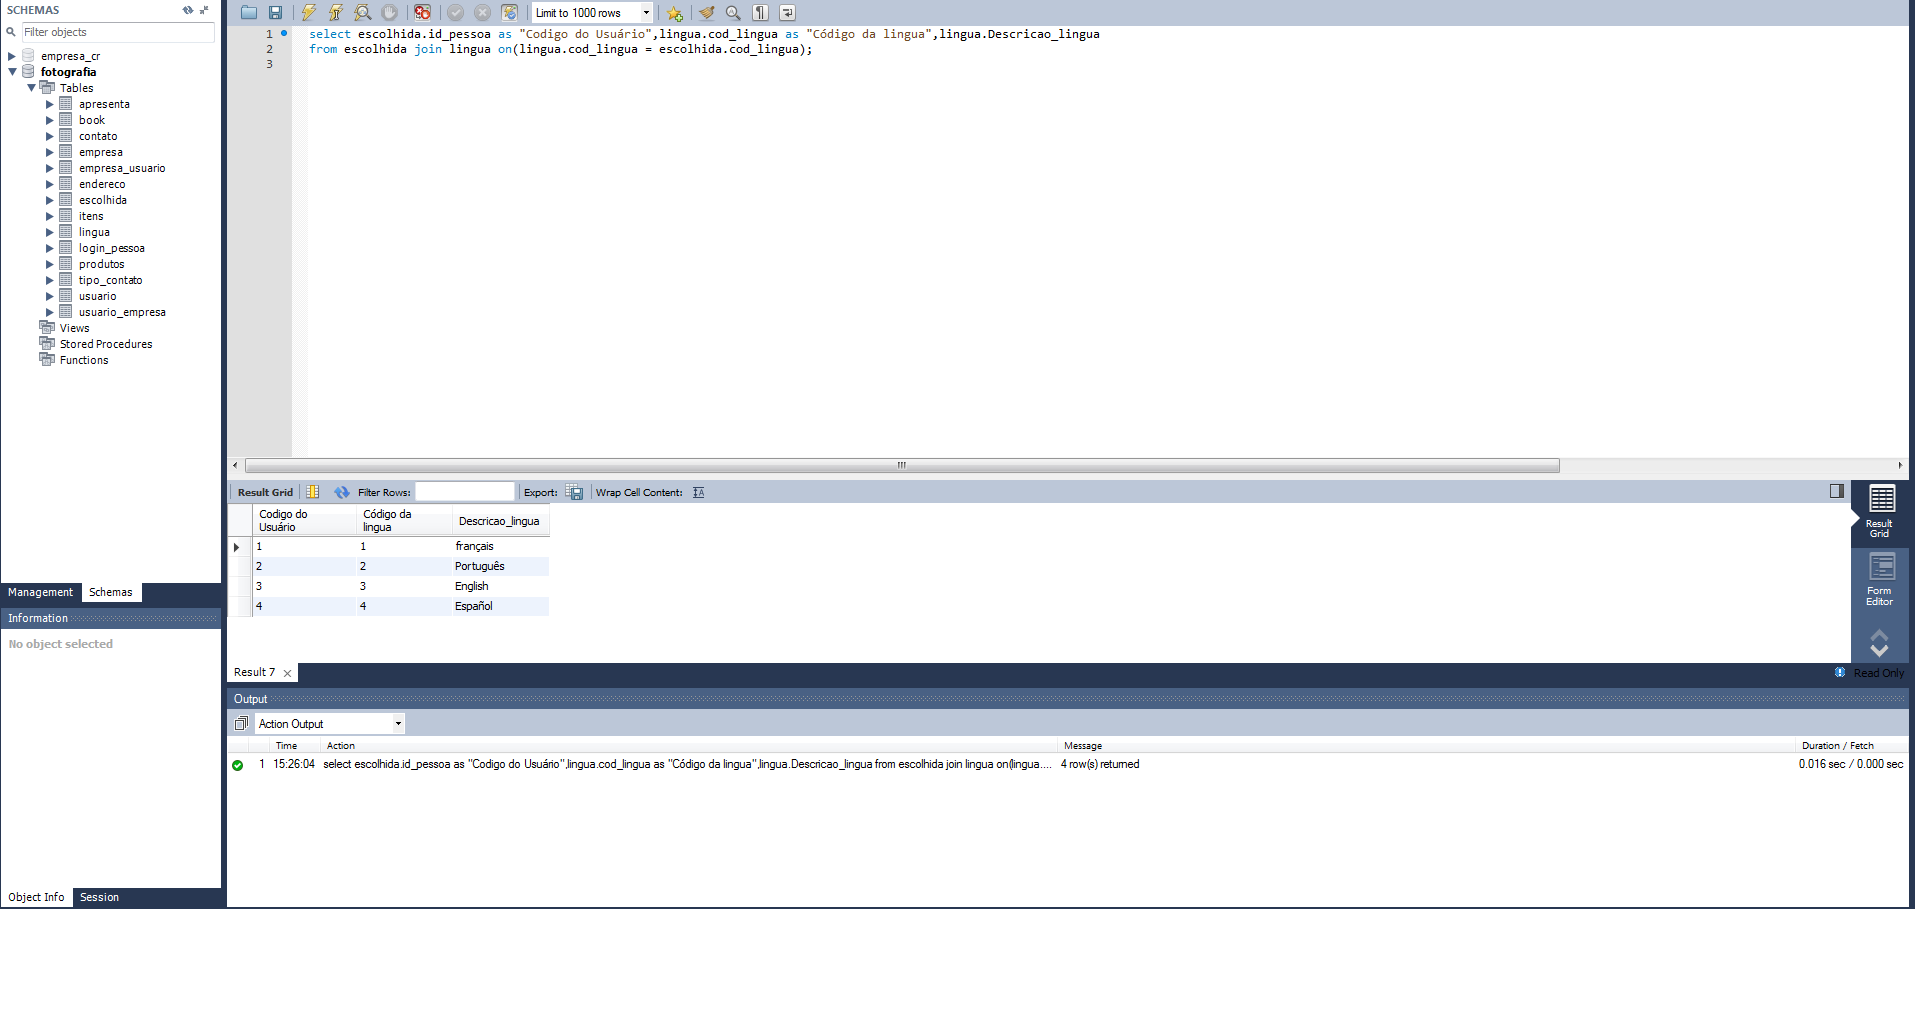 SCHEMAS
Filter objects
empresa_cr
fotografia
Tables
apresenta
book
contato
empresa
empresa_usuario
endereco
escolhida
itens
lingua
login_pessoa
produtos
tipo_contato
usuario
usuario_empresa
Views
Stored Procedures
Functions
Management Schemas
Information
No object selected
Object Info Session
Limit to 1000 rows
1 select escolhida.id_pessoa as "Codigo do Usuário",lingua.cod_lingua as "Código da lingua",lingua.Descricao_lingua
2 from escolhida join lingua on(lingua.cod_lingua = escolhida.cod_lingua);
3
Result Grid Filter Rows: Export: Wrap Cell Content: IA
Codigo do Usuário Código da lingua Descricao_lingua
1 1 français
2 2 Português
3 3 English
4 4 Español
Result Grid
Form Editor
Result 7
Read Only
Output
Action Output
Time Action Message Duration / Fetch
1 15:26:04 select escolhida.id_pessoa as "Codigo do Usuário",lingua.cod_lingua as "Código da lingua",lingua.Descricao_lingua from escolhida join lingua on(lingua.... 4 row(s) returned 0.016 sec / 0.000 sec